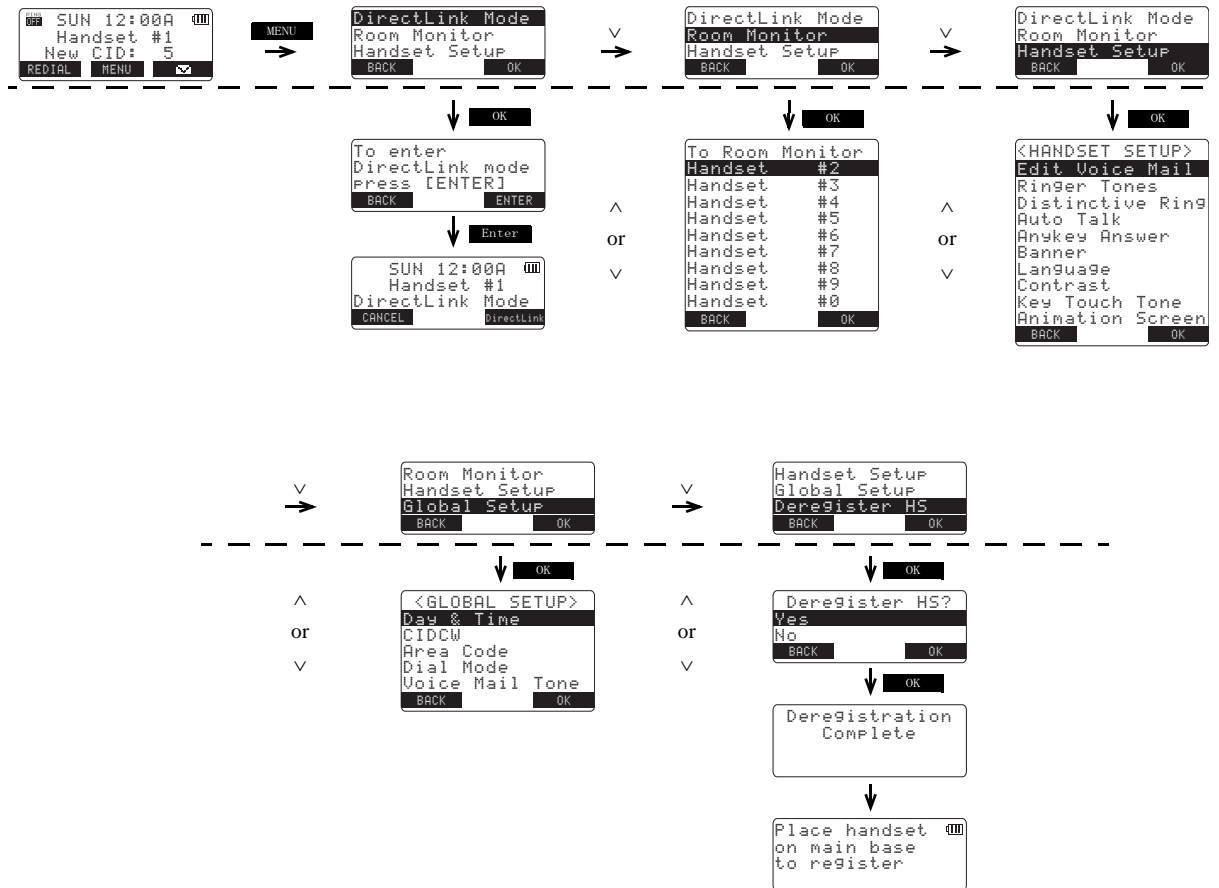 RING OFF SUN 12:00A
Handset #1
New CID: 5
REDIAL MENU
MENU
DirectLink Mode
Room Monitor
Handset Setup
BACK OK
DirectLink Mode
Room Monitor
Handset Setup
BACK OK
DirectLink Mode
Room Monitor
Handset Setup
BACK OK
OK
To enter
DirectLink mode
press [ENTER]
BACK ENTER
Enter
SUN 12:00A
Handset #1
DirectLink Mode
CANCEL DirectLink
or
OK
To Room Monitor
Handset #2
Handset #3
Handset #4
Handset #5
Handset #6
Handset #7
Handset #8
Handset #9
Handset #0
BACK OK
or
OK
<HANDSET SETUP>
Edit Voice Mail
Ringer Tones
Distinctive Ring
Auto Talk
Anykey Answer
Banner
Language
Contrast
Key Touch Tone
Animation Screen
BACK OK
Room Monitor
Handset Setup
Global Setup
BACK OK
Handset Setup
Global Setup
Deregister HS
BACK OK
or
OK
<GLOBAL SETUP>
Day & Time
CIDCW
Area Code
Dial Mode
Voice Mail Tone
BACK OK
or
OK
Deregister HS?
Yes
No
BACK OK
OK
Deregistration
Complete
Place handset
on main base
to register